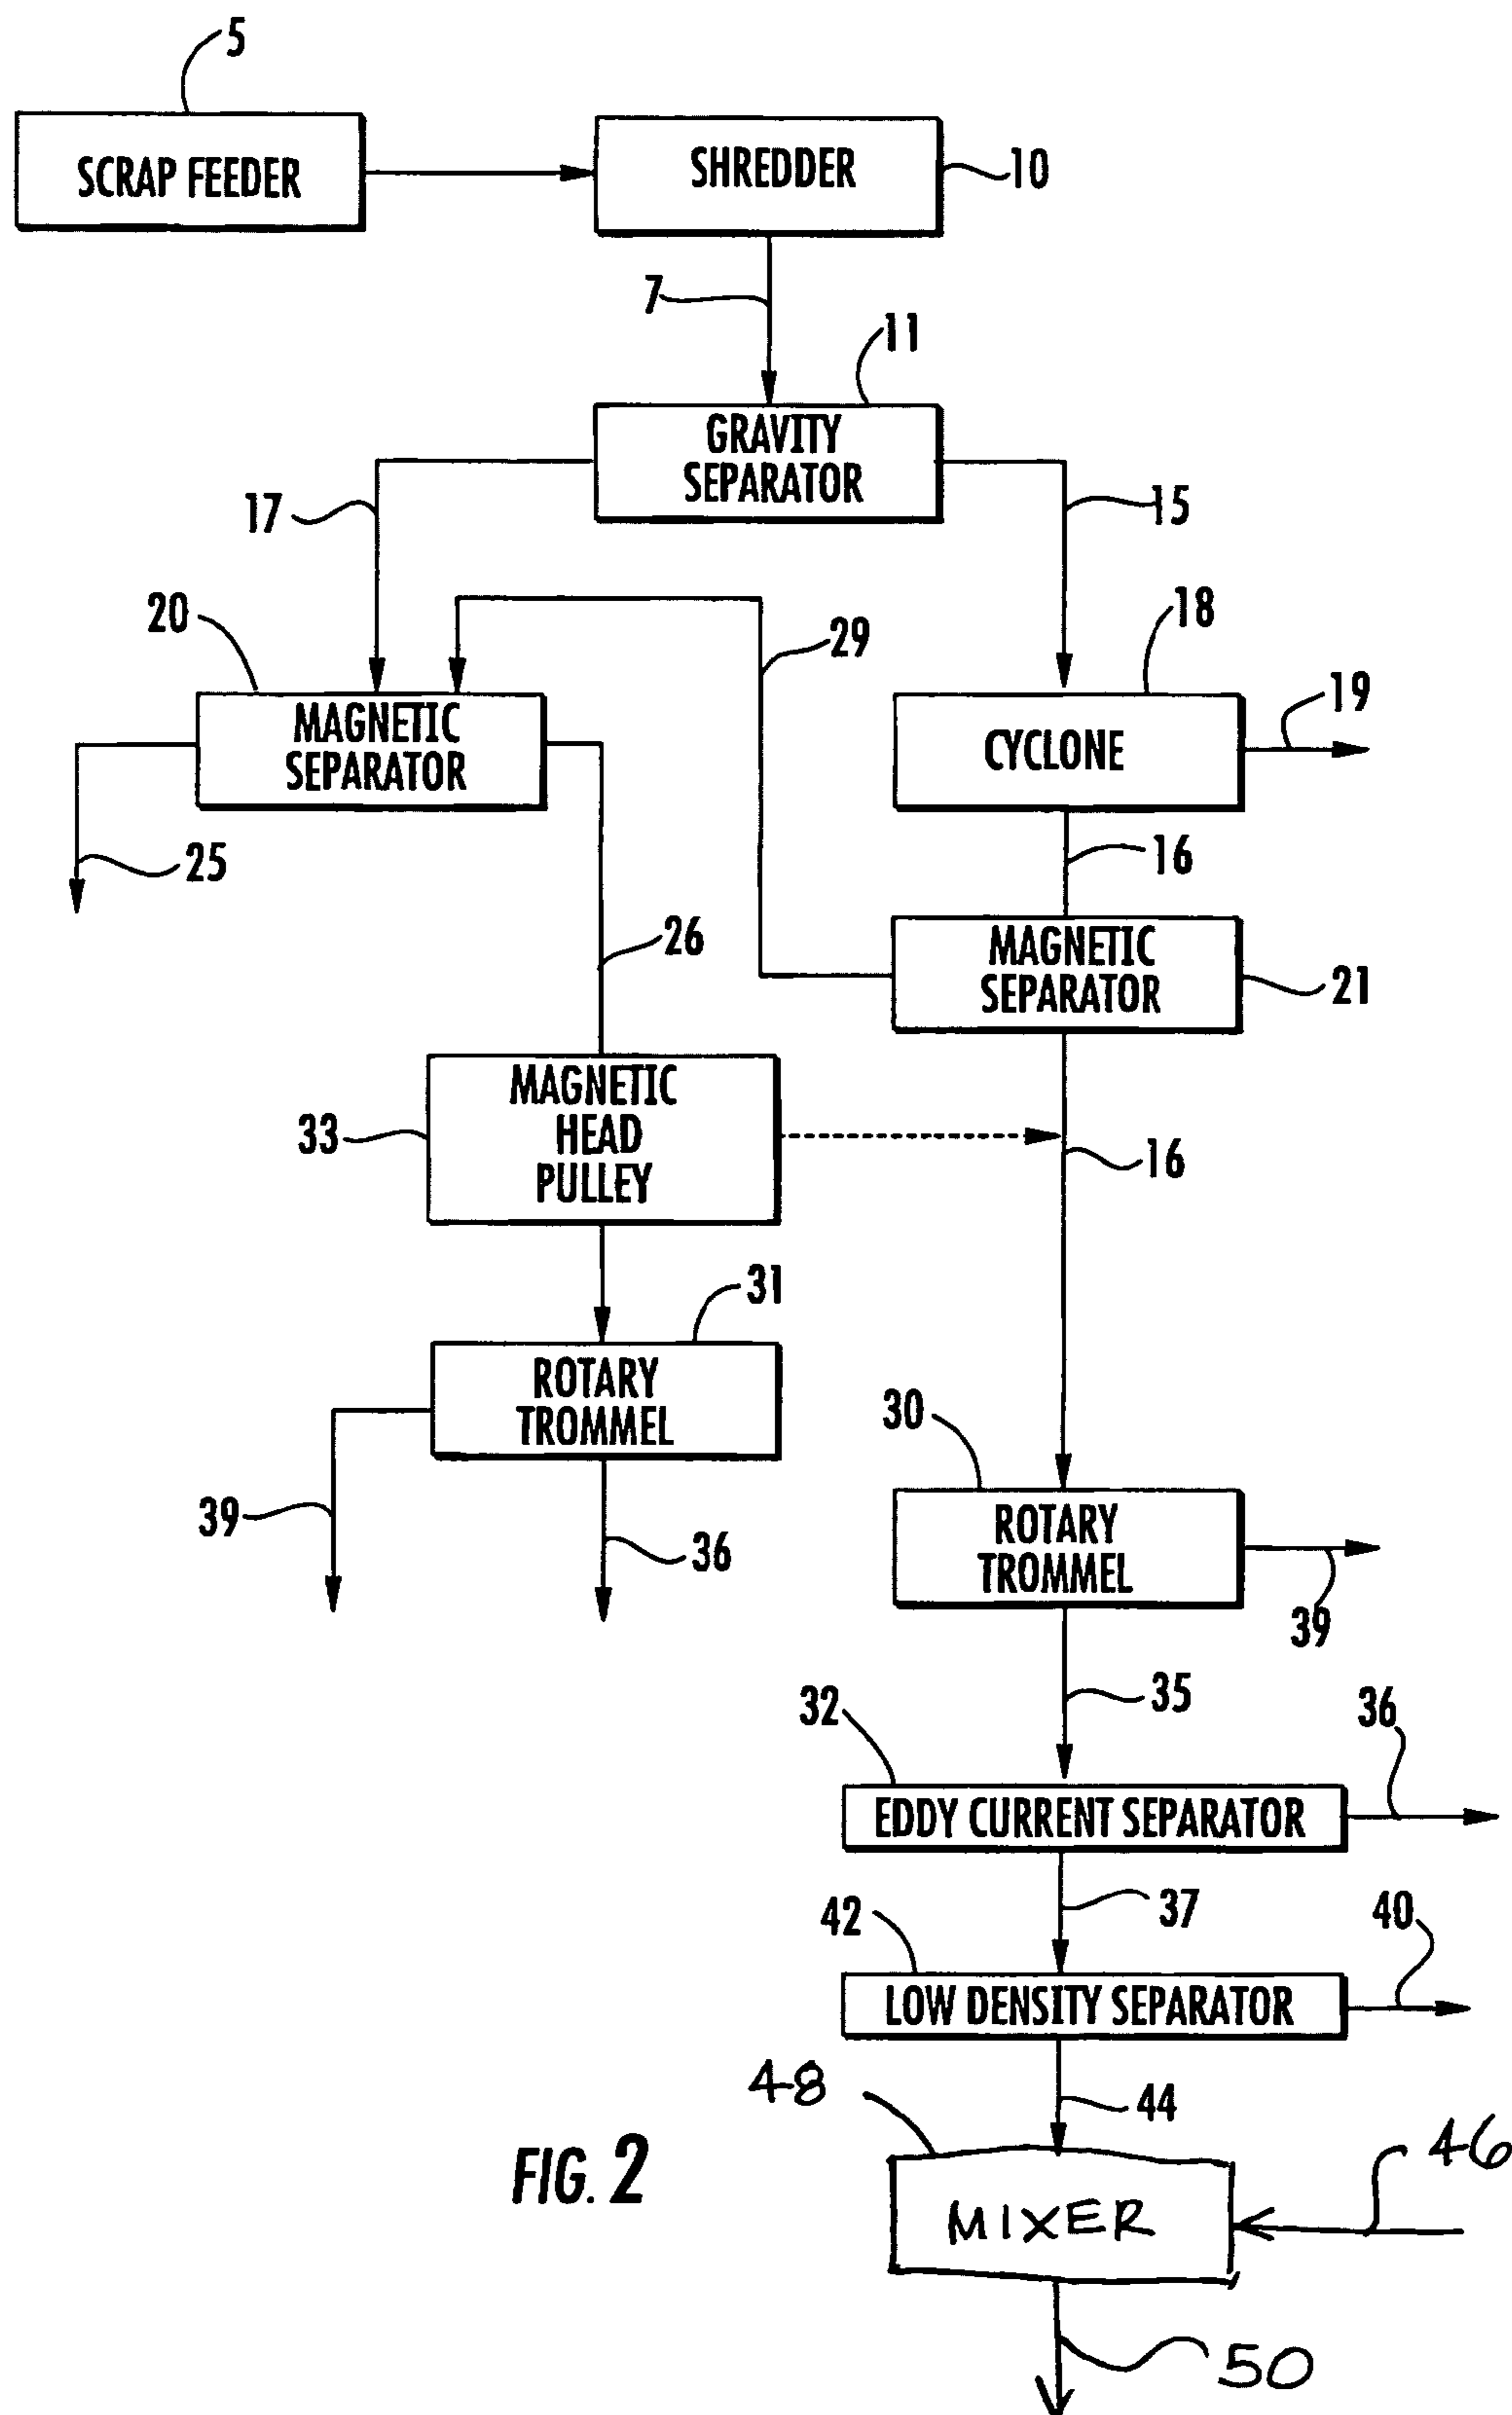 5
SCRAP FEEDER
SHREDDER
10
7
11
GRAVITY
SEPARATOR
17
15
20
29
18
19
MAGNETIC
SEPARATOR
CYCLONE
25
16
26
MAGNETIC
SEPARATOR
21
MAGNETIC
HEAD
PULLEY
33
16
31
ROTARY
TROMMEL
30
39
36
ROTARY
TROMMEL
39
35
32
36
EDDY CURRENT SEPARATOR
37
42
40
LOW DENSITY SEPARATOR
48
44
46
MIXER
FIG. 2
50